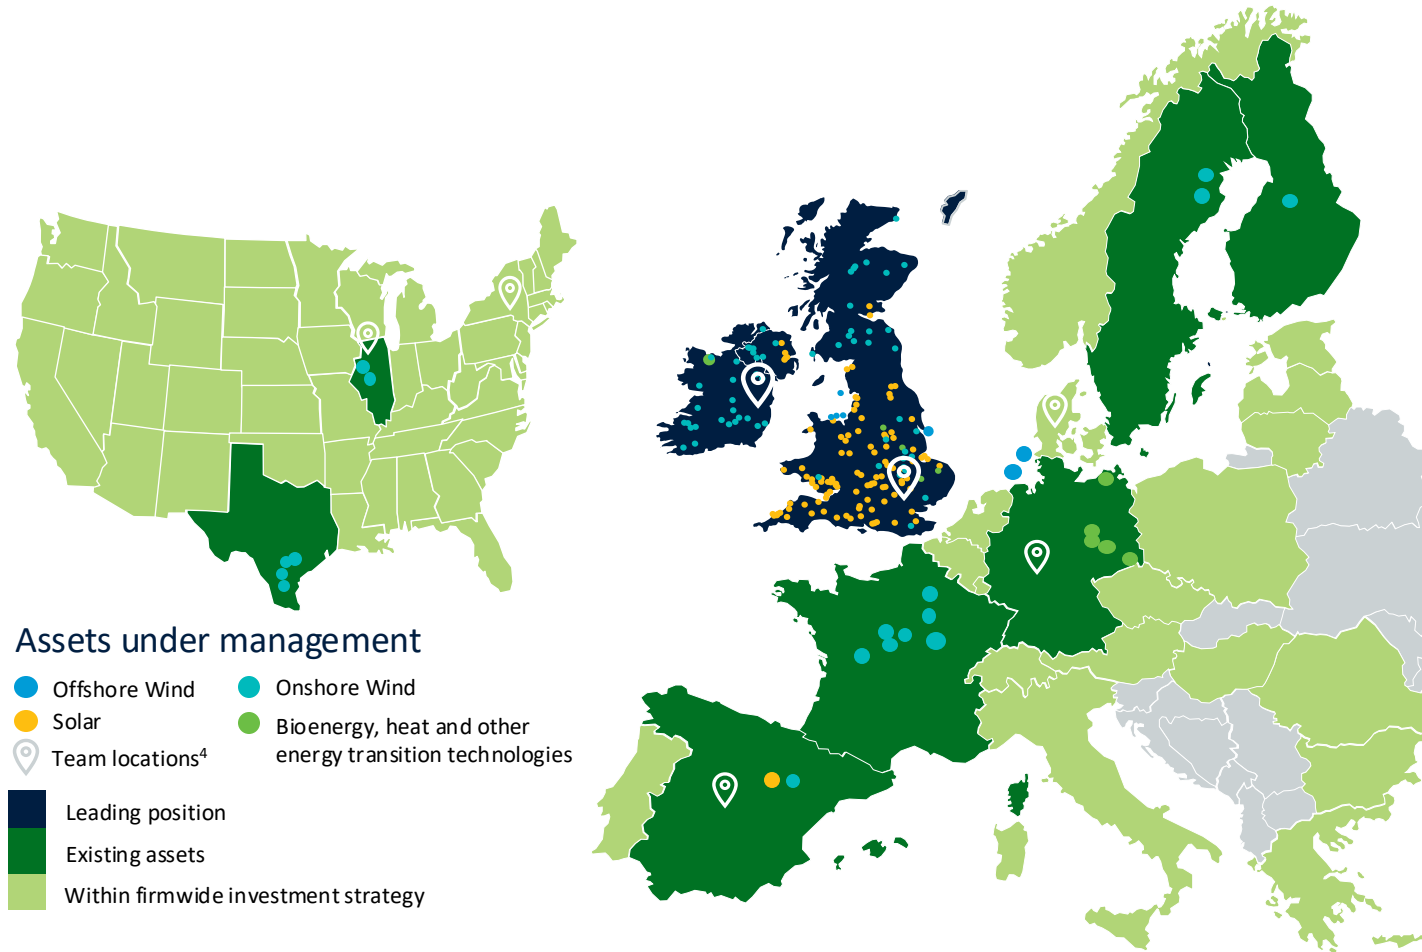 Assets under management
Offshore Wind
Onshore Wind
Solar
Bioenergy, heat and other
energy transition technologies
Team locations⁴
Leading position
Existing assets
Within firmwide investment strategy